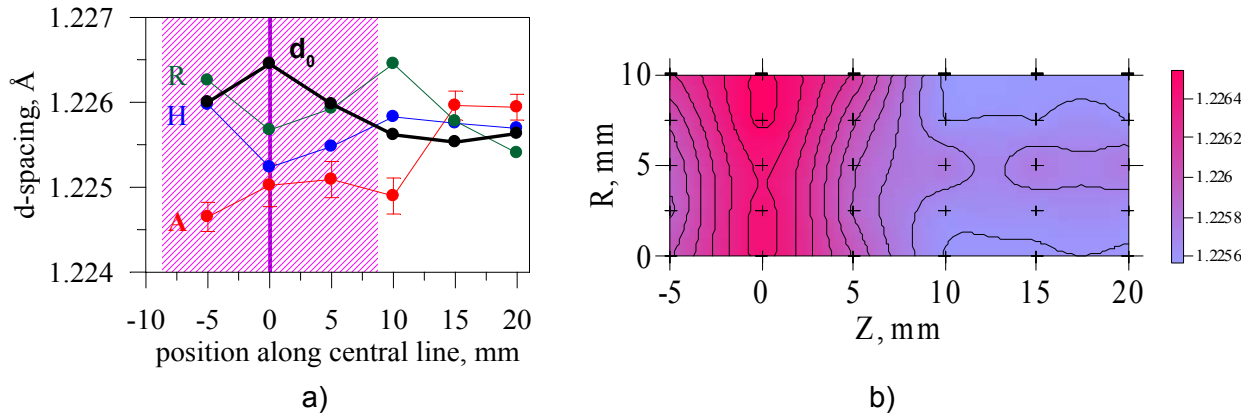 1.227
1.226
1.225
1.224
d-spacing, Å
R
H
A
d0
-10 -5 0 5 10 15 20
position along central line, mm
a)
10
5
0
R, mm
-5 0 5 10 15 20
Z, mm
1.2264
1.226
1.2258
1.2256
b)